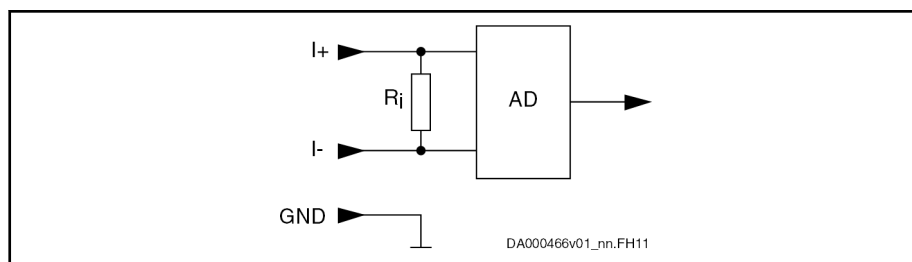 I+
Ri
AD
I-
GND
DA000466v01_nn.FH11